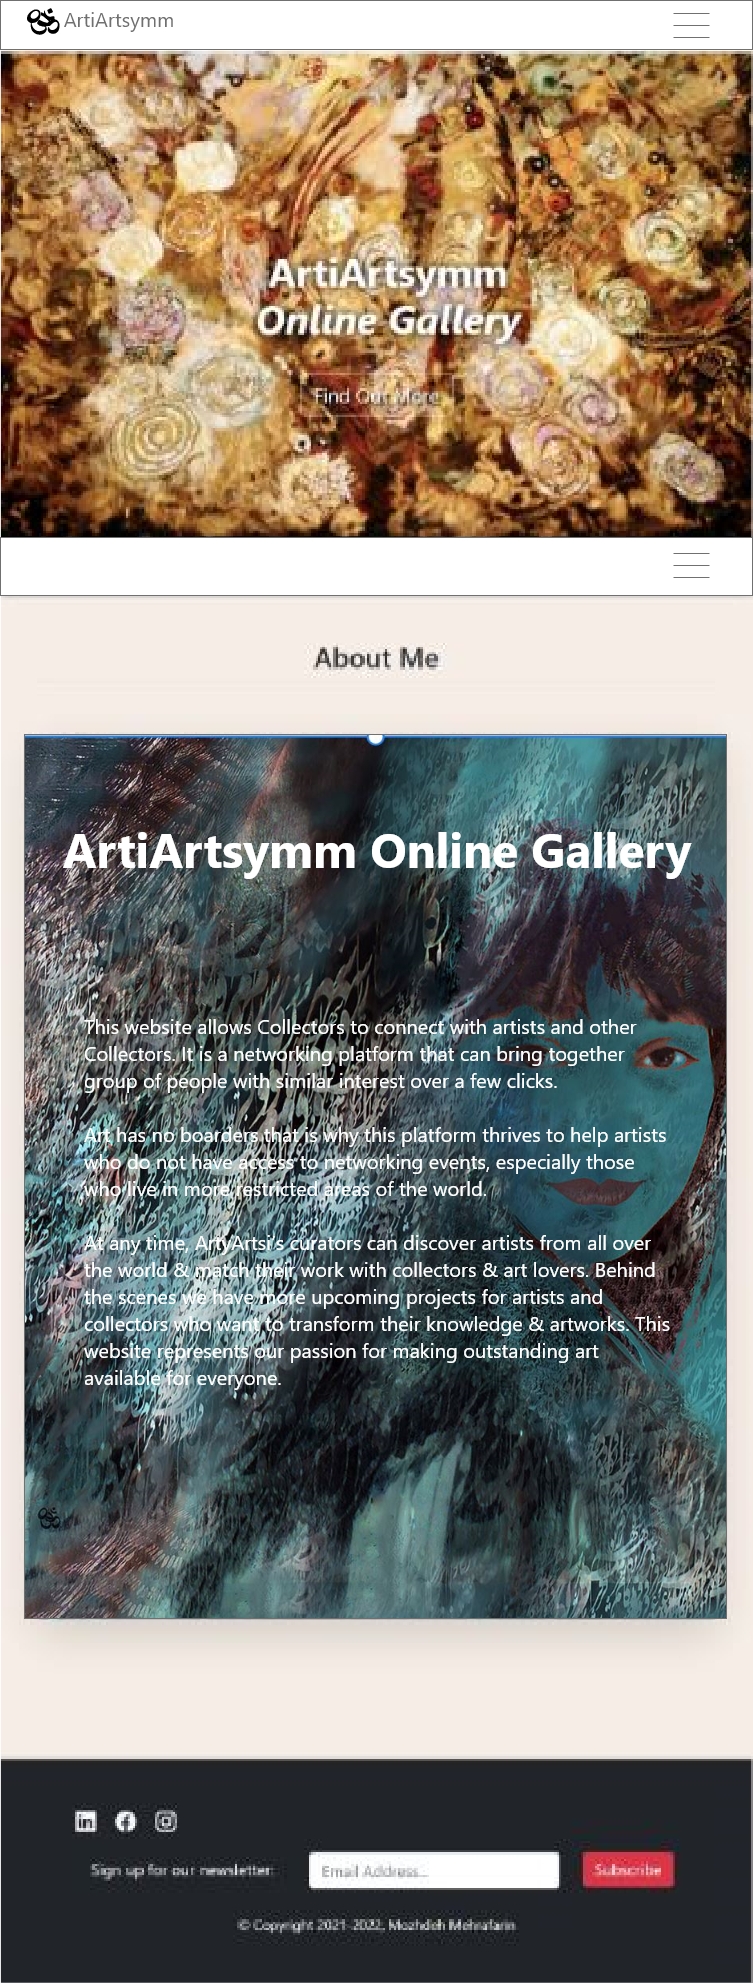 ArtiArtsymm
ArtiArtsymm
Online Gallery
Find Out More
About Me
ArtiArtsymm Online Gallery
This website allows Collectors to connect with artists and other
Collectors. It is a networking platform that can bring together
group of people with similar interest over a few clicks.
Art has no boarders that is why this platform thrives to help artists
who do not have access to networking events, especially those
who live in more restricted areas of the world.
At any time, ArtyArtsi's curators can discover artists from all over
the world & match their work with collectors & art lovers. Behind
the scenes we have more upcoming projects for artists and
collectors who want to transform their knowledge & artworks. This
website represents our passion for making outstanding art
available for everyone.
Sign up for our newsletter:
Email Address...
Subscribe
© Copyright 2021-2022, Mozhdeh Mehrafarin